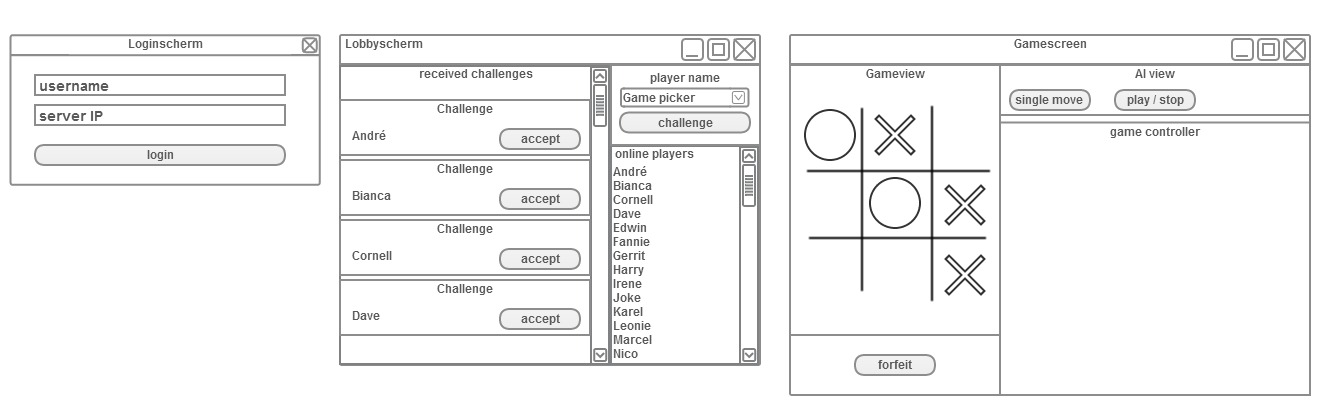 Loginscherm
username
server IP
login
Lobbyscherm
received challenges
Challenge
André
accept
Challenge
Bianca
accept
Challenge
Cornell
accept
Challenge
Dave
accept
player name
Game picker
challenge
online players
André
Bianca
Cornell
Dave
Edwin
Fannie
Gerrit
Harry
Irene
Joke
Karel
Leonie
Marcel
Nico
Gamescreen
Gameview
forfeit
AI view
single move
play / stop
game controller